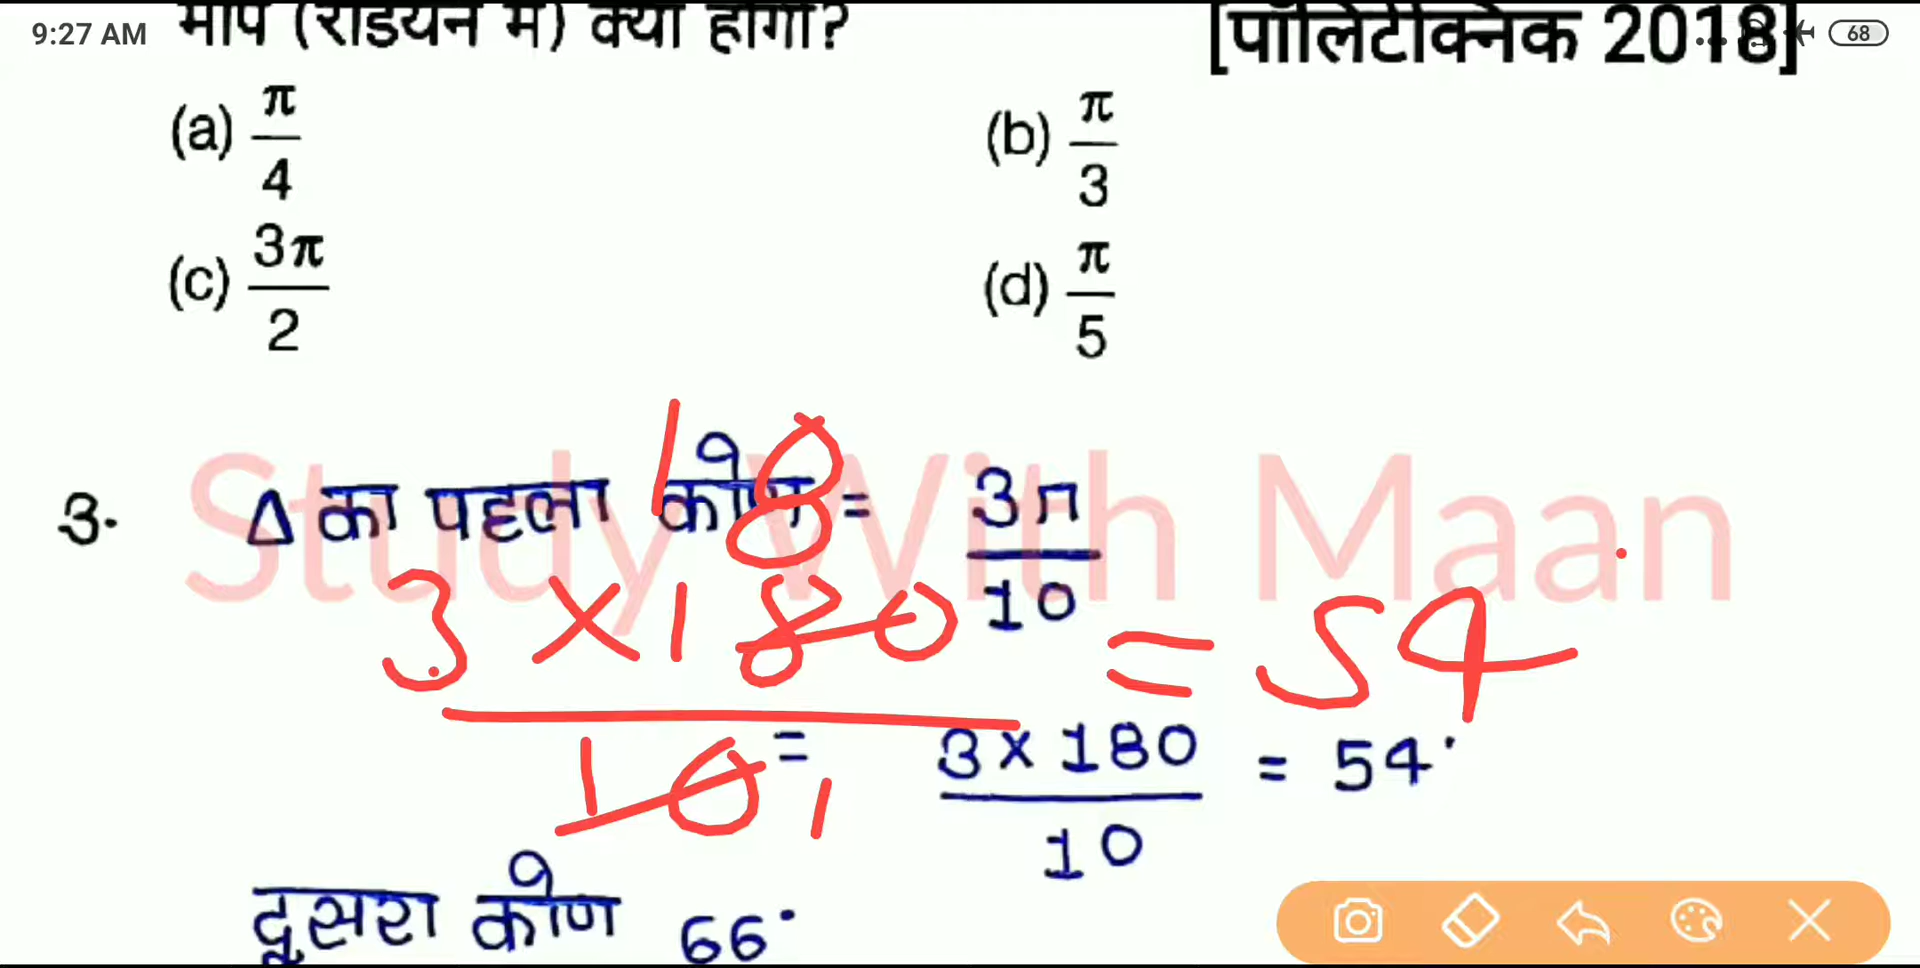 9:27 AM माप (रेडियन में) क्या होगी? [पॉलिटेक्निक 2018] 68
(a) π/4 (b) π/3
(c) 3π/2 (d) π/5
Study With Maan
3. Δ का पहला कोण = 3π/10
18
3 × 180 / 10, = 54
= 3 × 180 / 10 = 54°
दूसरा कोण 66°